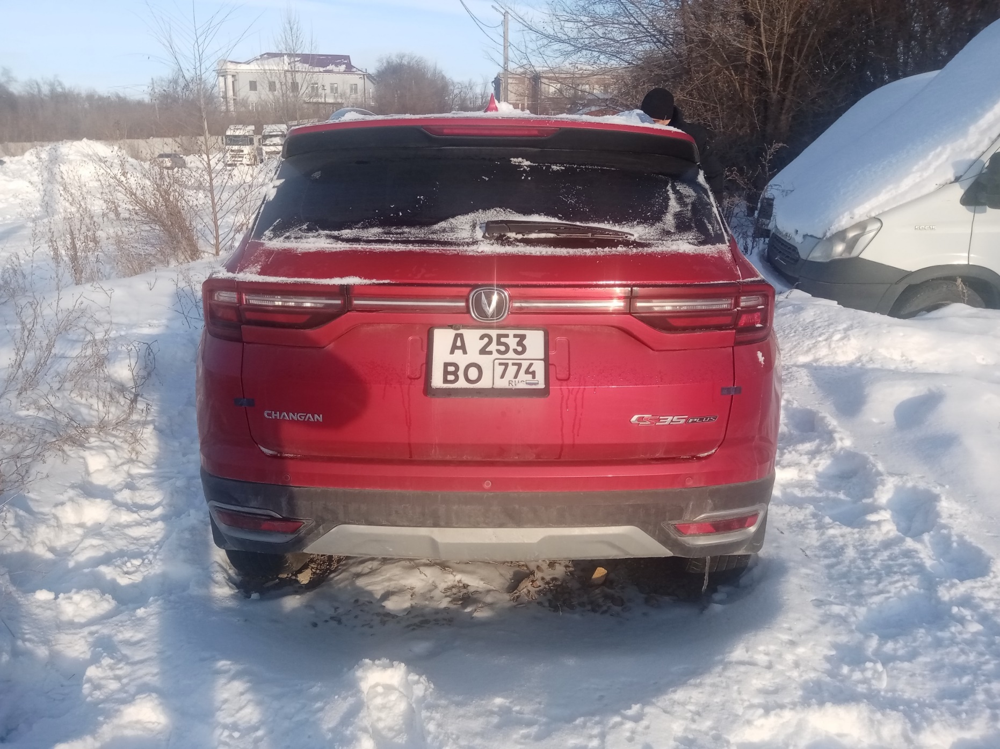 А 253
ВО 774
RUS
CHANGAN
CS35 PLUS